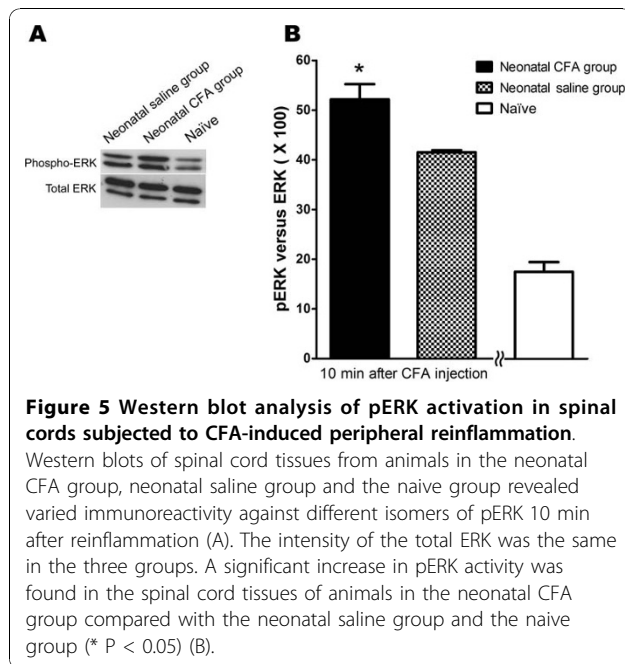 A
Neonatal saline group
Neonatal CFA group
Naïve
Phospho-ERK
Total ERK
B
pERK versus ERK ( X 100)
60
50
40
30
20
10
0
*
Neonatal CFA group
Neonatal saline group
Naïve
10 min after CFA injection
Figure 5 Western blot analysis of pERK activation in spinal
cords subjected to CFA-induced peripheral reinflammation.
Western blots of spinal cord tissues from animals in the neonatal
CFA group, neonatal saline group and the naive group revealed
varied immunoreactivity against different isomers of pERK 10 min
after reinflammation (A). The intensity of the total ERK was the same
in the three groups. A significant increase in pERK activity was
found in the spinal cord tissues of animals in the neonatal CFA
group compared with the neonatal saline group and the naive
group (* P < 0.05) (B).